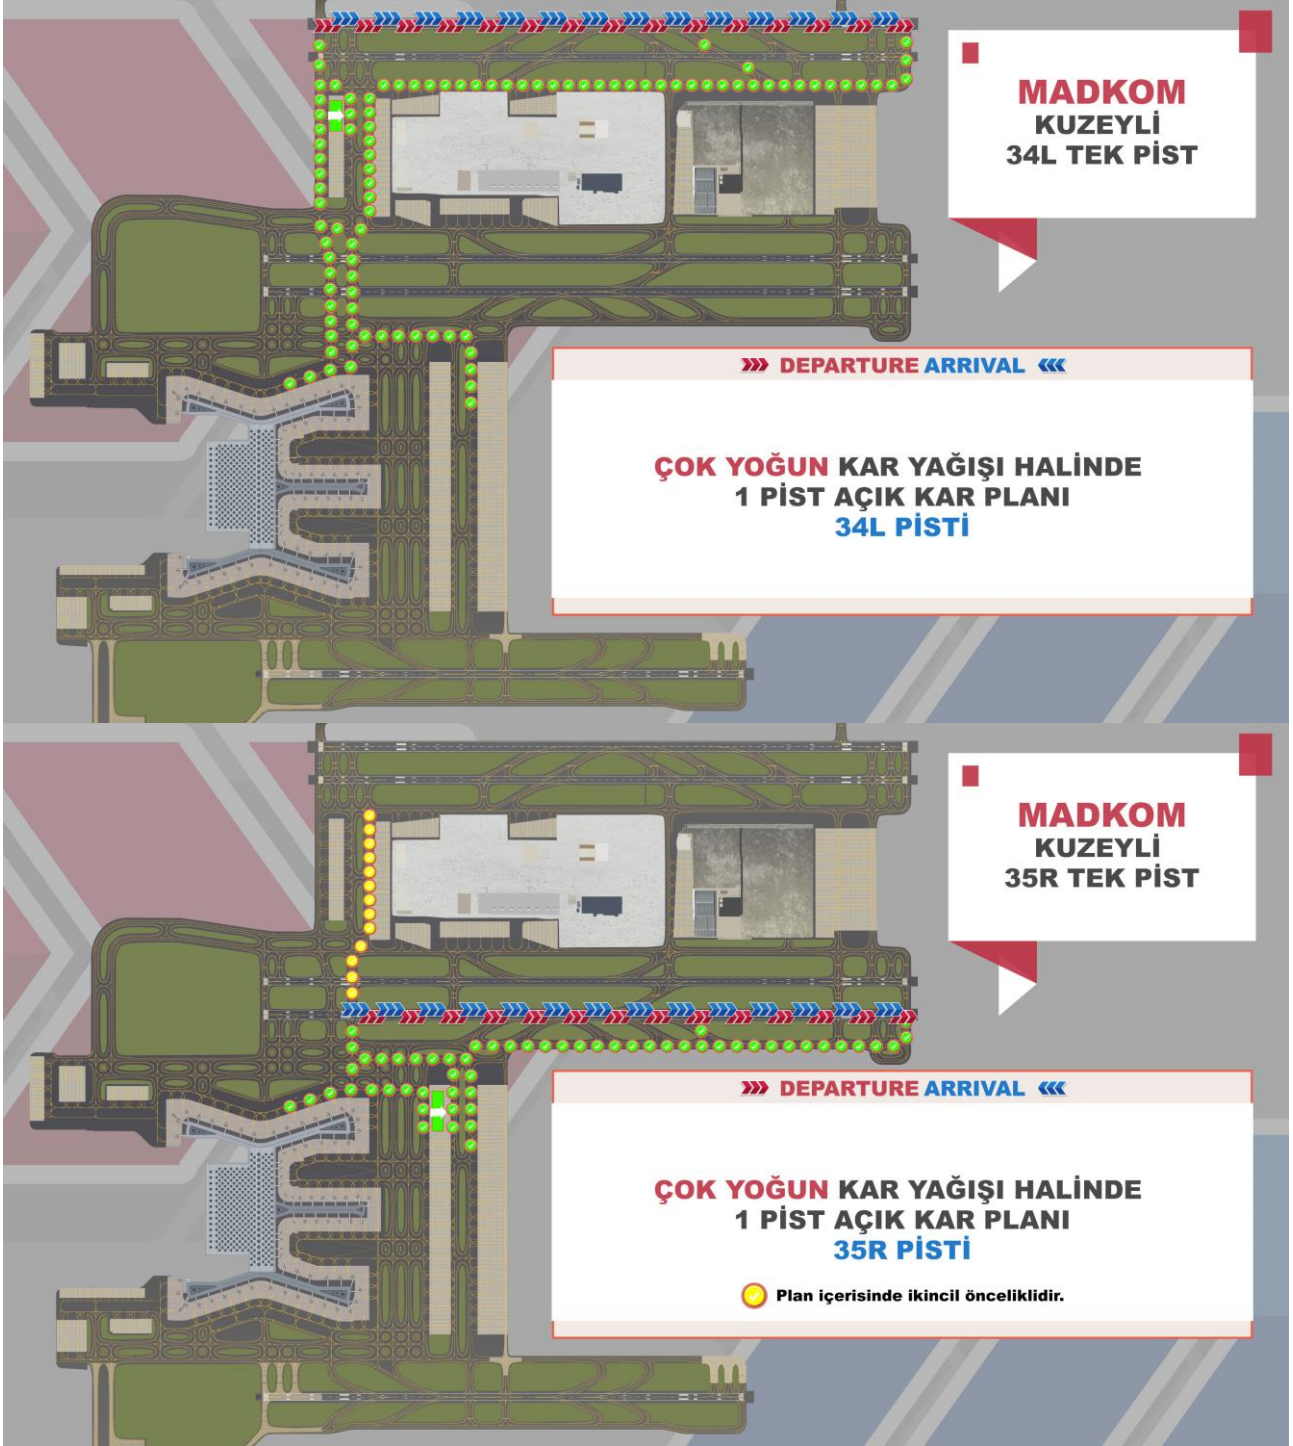 MADKOM
KUZEYLİ
34L TEK PİST
DEPARTURE ARRIVAL
ÇOK YOĞUN KAR YAĞIŞI HALİNDE
1 PİST AÇIK KAR PLANI
34L PİSTİ
MADKOM
KUZEYLİ
35R TEK PİST
DEPARTURE ARRIVAL
ÇOK YOĞUN KAR YAĞIŞI HALİNDE
1 PİST AÇIK KAR PLANI
35R PİSTİ
Plan içerisinde ikincil önceliklidir.